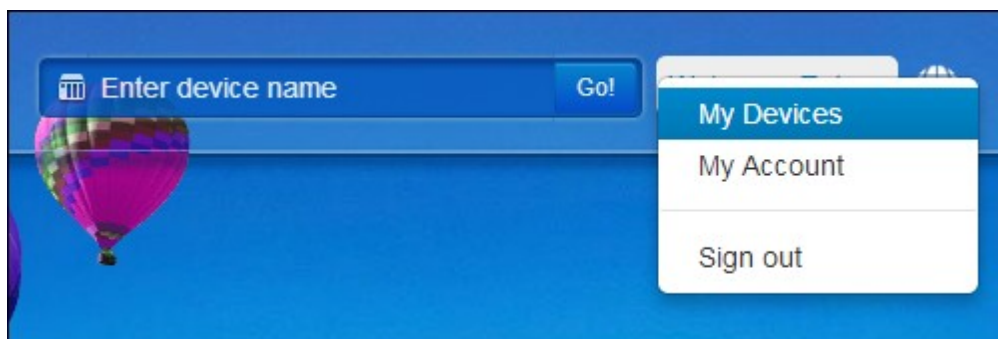 Enter device name
Go!
My Devices
My Account
Sign out